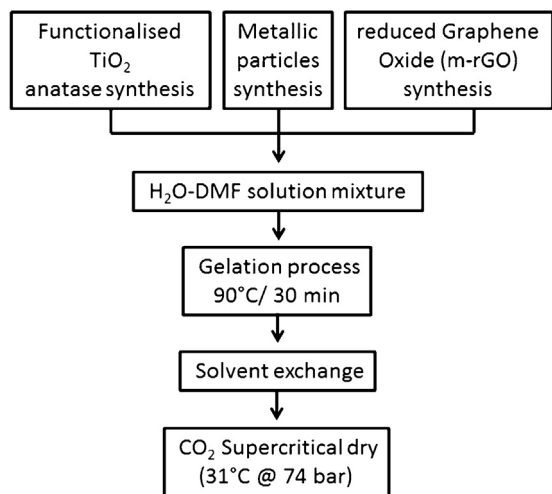 Functionalised
TiO₂
anatase synthesis
Metallic
particles
synthesis
reduced Graphene
Oxide (m-rGO)
synthesis
H₂O-DMF solution mixture
Gelation process
90°C/ 30 min
Solvent exchange
CO₂ Supercritical dry
(31°C @ 74 bar)